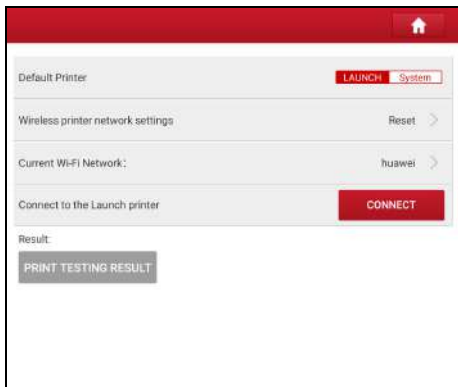 Default Printer LAUNCH System
Wireless printer network settings Reset
Current Wi-Fi Network: huawei
Connect to the Launch printer CONNECT
Result:
PRINT TESTING RESULT